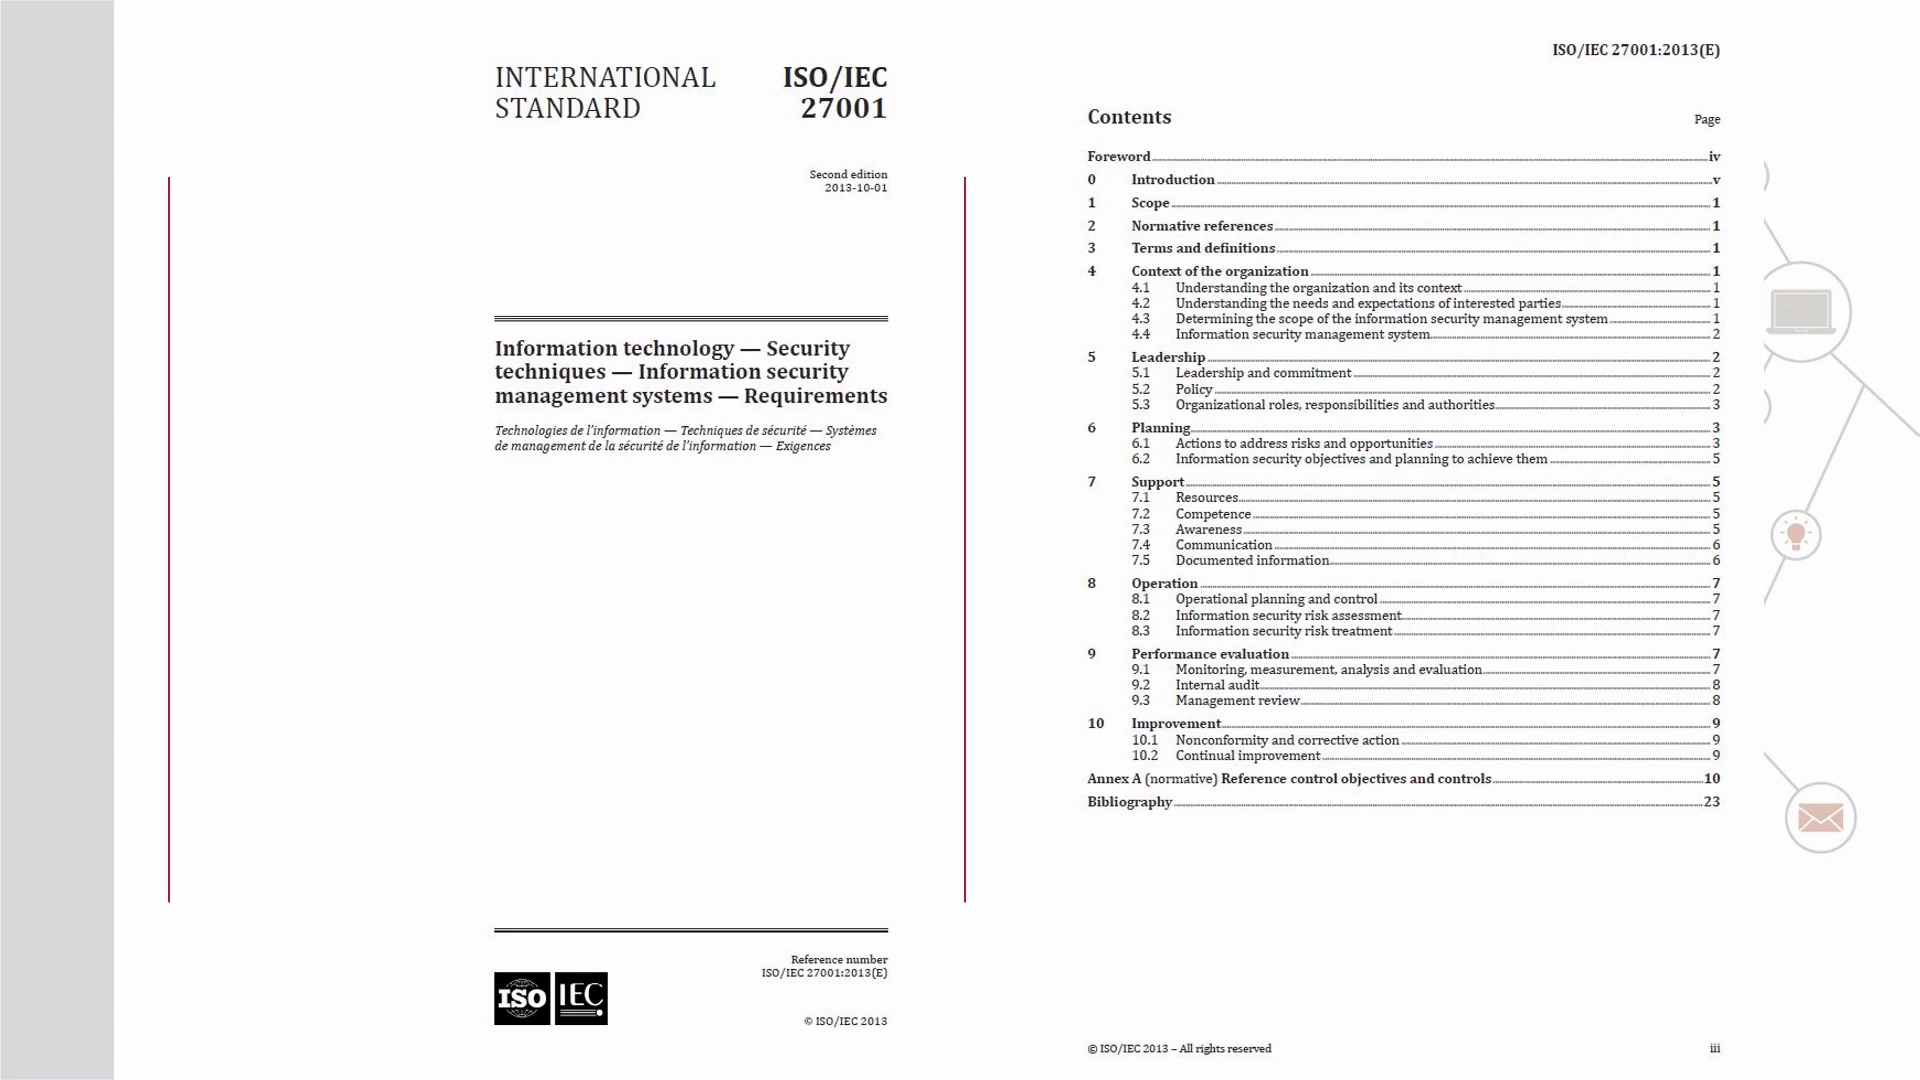 INTERNATIONAL STANDARD
ISO/IEC 27001
Second edition
2013-10-01
Information technology — Security
techniques — Information security
management systems — Requirements
Technologies de l'information — Techniques de sécurité — Systèmes
de management de la sécurité de l'information — Exigences
Reference number
ISO/IEC 27001:2013(E)
ISO IEC
© ISO/IEC 2013
ISO/IEC 27001:2013(E)
Contents Page
Foreword iv
0 Introduction v
1 Scope 1
2 Normative references 1
3 Terms and definitions 1
4 Context of the organization 1
4.1 Understanding the organization and its context 1
4.2 Understanding the needs and expectations of interested parties 1
4.3 Determining the scope of the information security management system 1
4.4 Information security management system 2
5 Leadership 2
5.1 Leadership and commitment 2
5.2 Policy 2
5.3 Organizational roles, responsibilities and authorities 3
6 Planning 3
6.1 Actions to address risks and opportunities 3
6.2 Information security objectives and planning to achieve them 5
7 Support 5
7.1 Resources 5
7.2 Competence 5
7.3 Awareness 5
7.4 Communication 6
7.5 Documented information 6
8 Operation 7
8.1 Operational planning and control 7
8.2 Information security risk assessment 7
8.3 Information security risk treatment 7
9 Performance evaluation 7
9.1 Monitoring, measurement, analysis and evaluation 7
9.2 Internal audit 8
9.3 Management review 8
10 Improvement 9
10.1 Nonconformity and corrective action 9
10.2 Continual improvement 9
Annex A (normative) Reference control objectives and controls 10
Bibliography 23
© ISO/IEC 2013 – All rights reserved iii